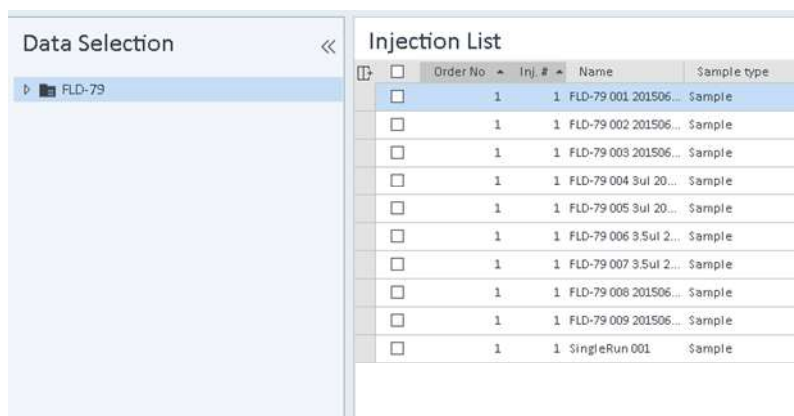 Data Selection
FLD-79
Injection List
Order No Inj. # Name Sample type
1 1 FLD-79 001 201506... Sample
1 1 FLD-79 002 201506... Sample
1 1 FLD-79 003 201506... Sample
1 1 FLD-79 004 3ul 20... Sample
1 1 FLD-79 005 3ul 20... Sample
1 1 FLD-79 006 3.5ul 2... Sample
1 1 FLD-79 007 3.5ul 2... Sample
1 1 FLD-79 008 201506... Sample
1 1 FLD-79 009 201506... Sample
1 1 SingleRun 001 Sample